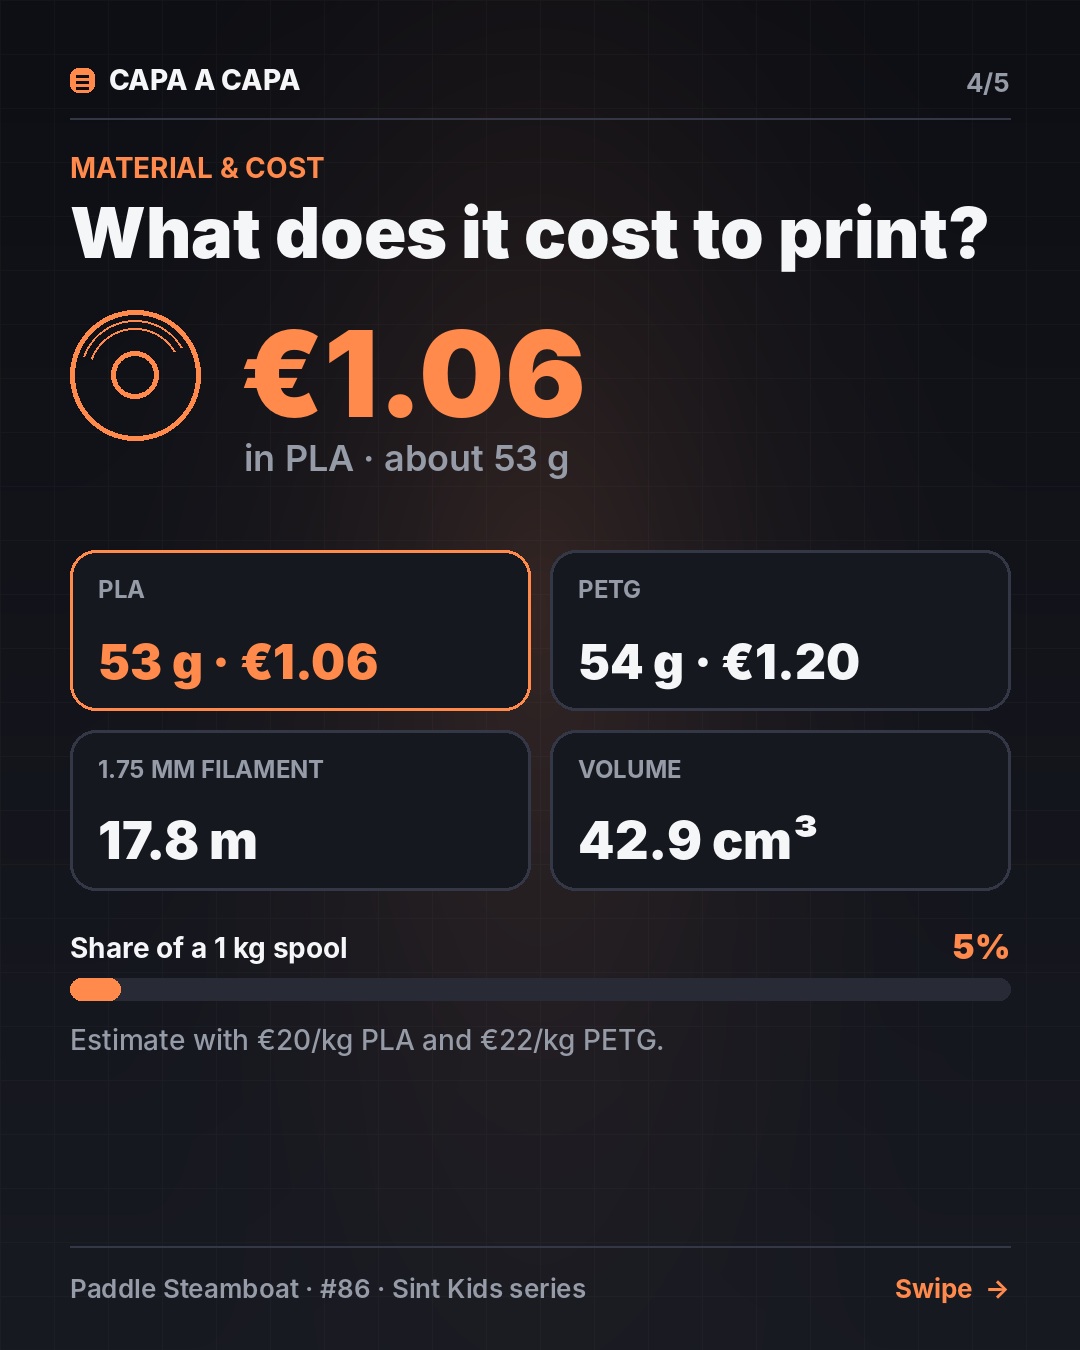 CAPA A CAPA
4/5
MATERIAL & COST
What does it cost to print?
€1.06
in PLA · about 53 g
PLA
53 g · €1.06
PETG
54 g · €1.20
1.75 MM FILAMENT
17.8 m
VOLUME
42.9 cm³
Share of a 1 kg spool
5%
Estimate with €20/kg PLA and €22/kg PETG.
Paddle Steamboat · #86 · Sint Kids series
Swipe →